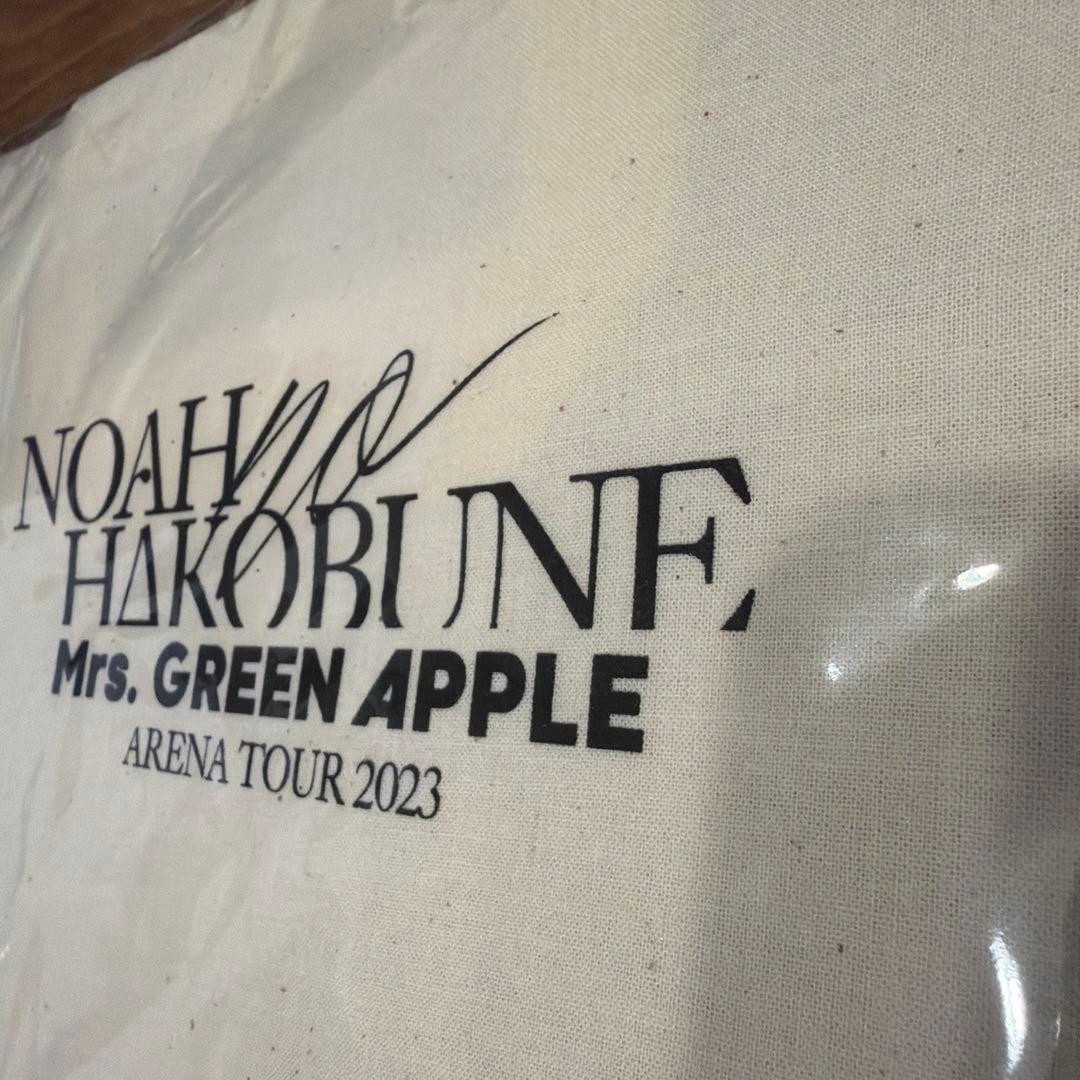 NOAH no
HAKOBUNE
Mrs. GREEN APPLE
ARENA TOUR 2023